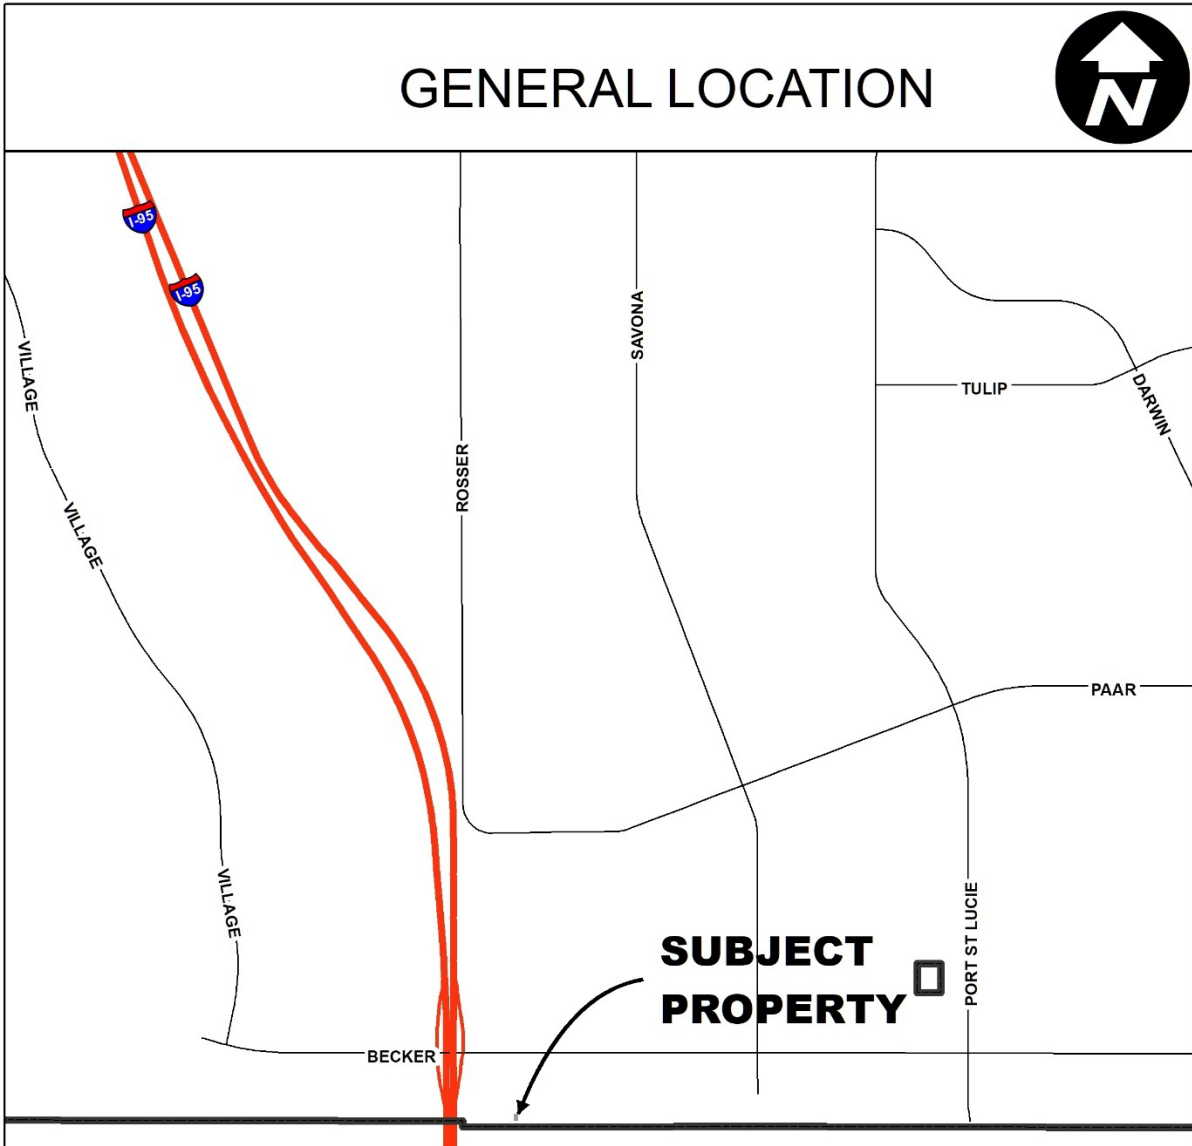 GENERAL LOCATION
N
I-95
I-95
SAVONA
VILLAGE
TULIP
DARWIN
ROSSER
VILLAGE
PAAR
VILLAGE
PORT ST LUCIE
SUBJECT
PROPERTY
BECKER